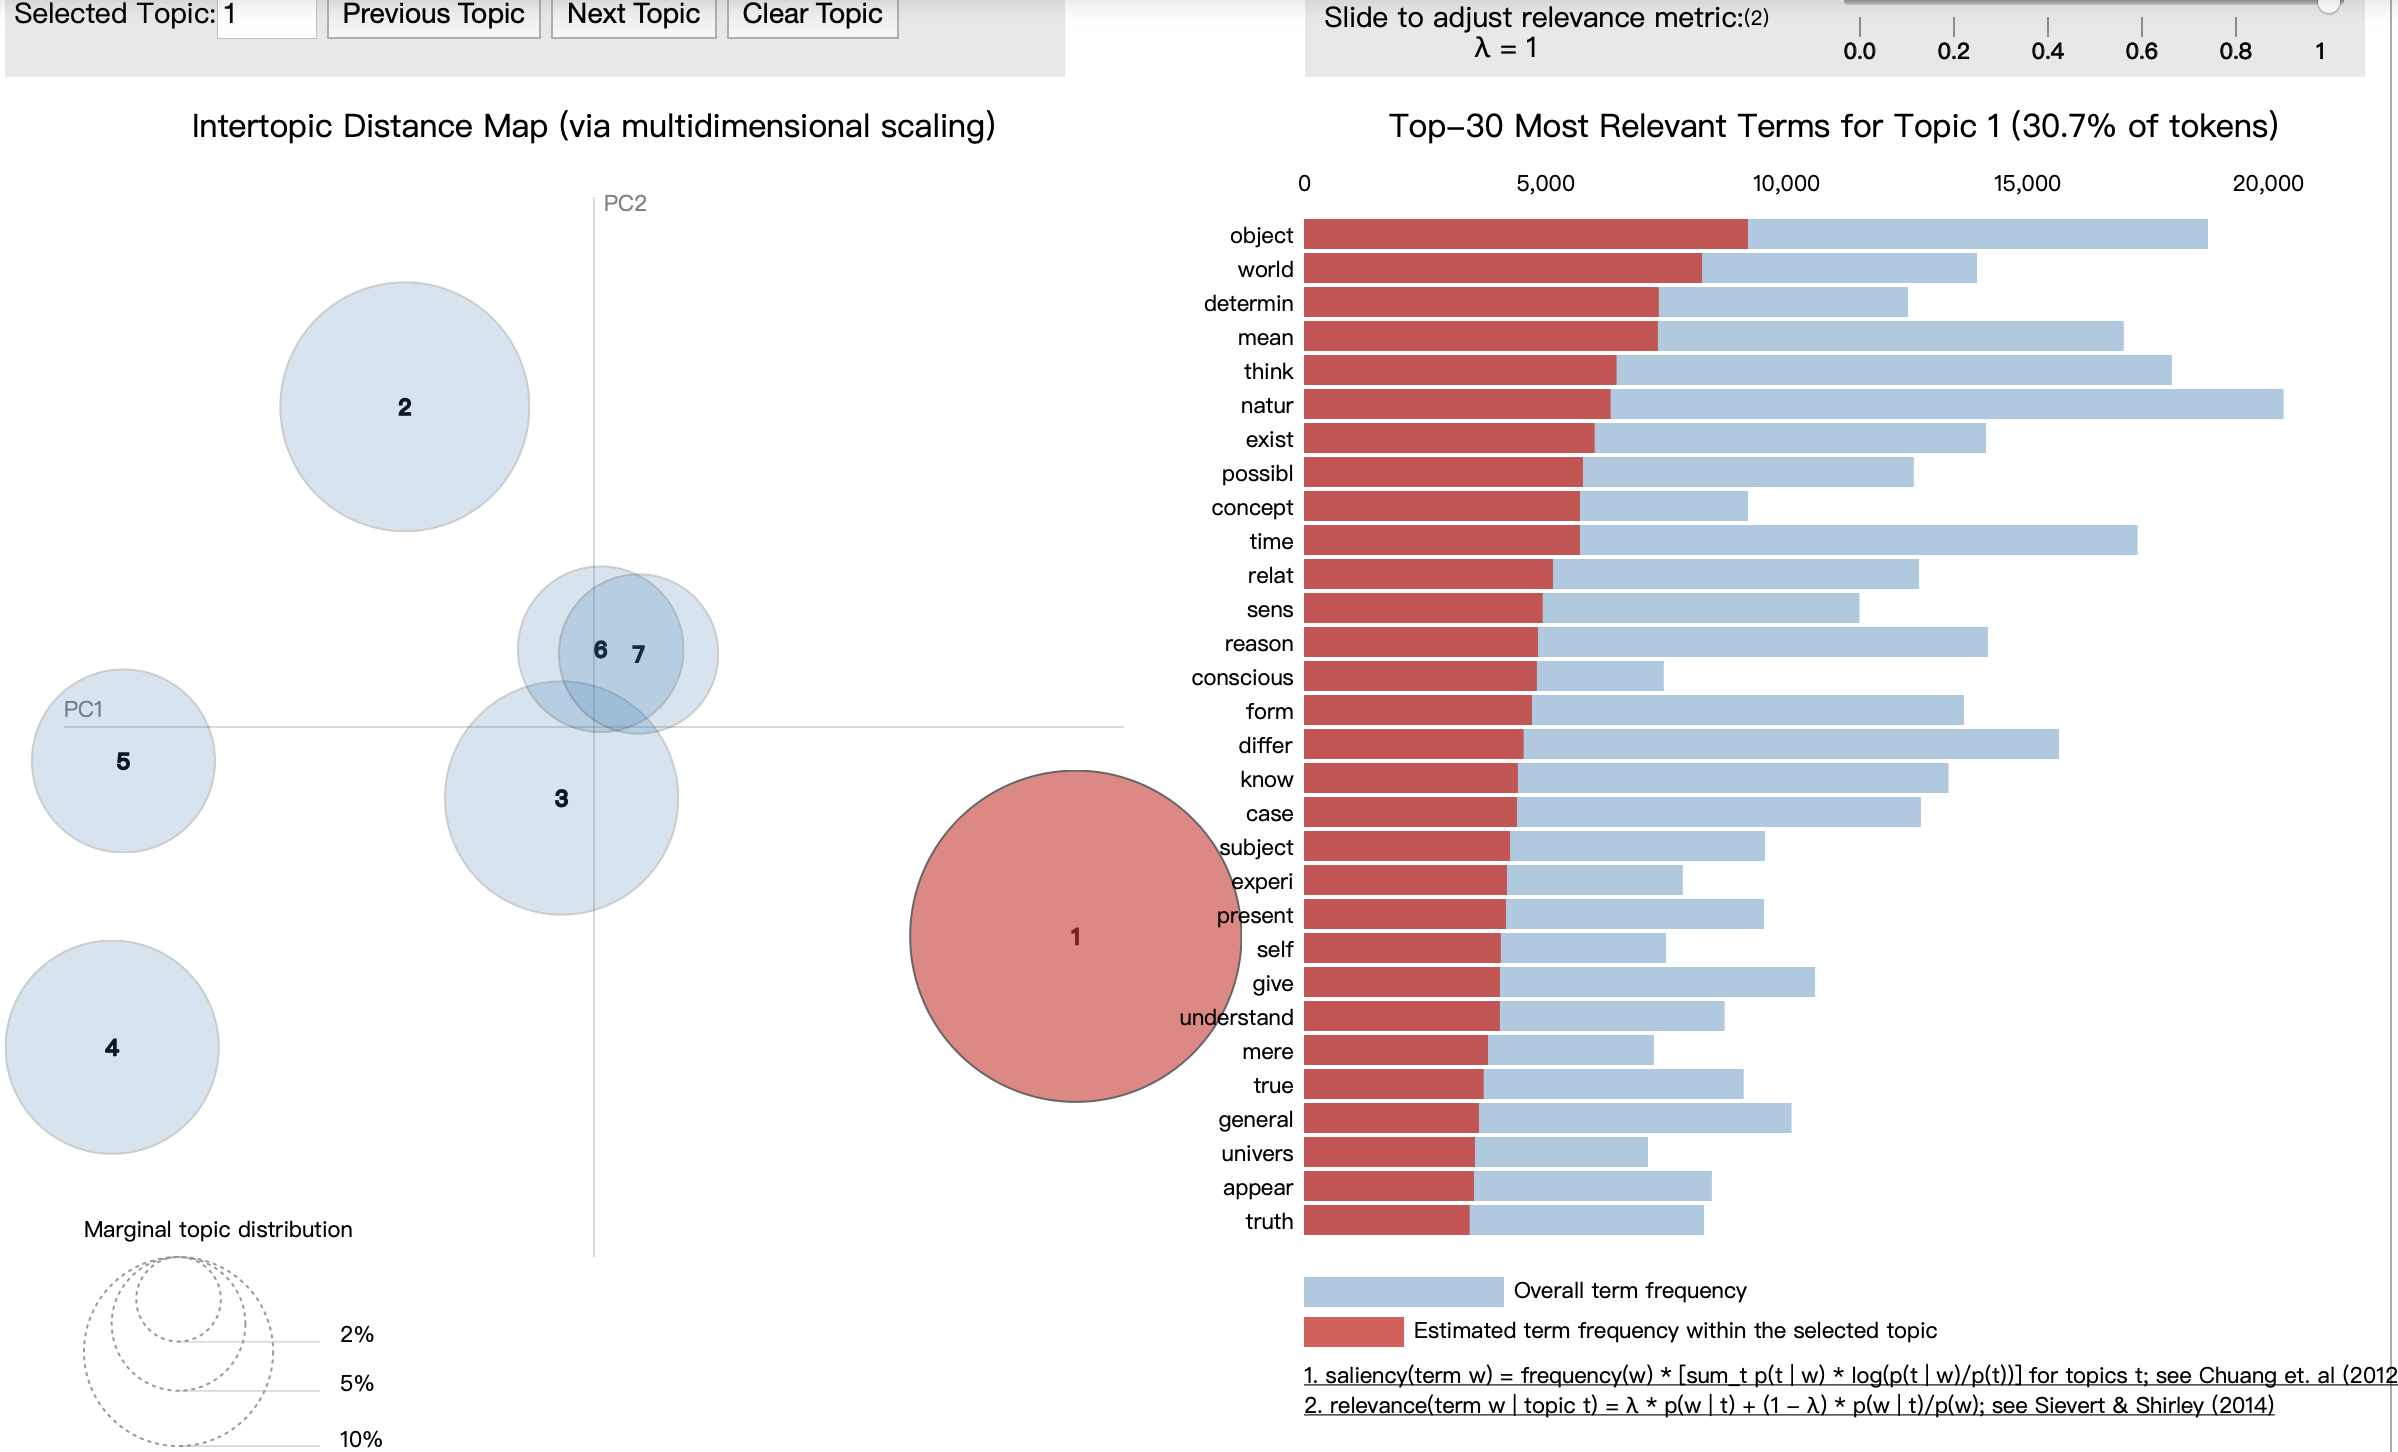 Selected Topic: 1 Previous Topic Next Topic Clear Topic
Slide to adjust relevance metric:(2)
λ = 1
0.0 0.2 0.4 0.6 0.8 1
Intertopic Distance Map (via multidimensional scaling)
PC2
2
6 7
PC1
5
3
1
4
Marginal topic distribution
2%
5%
10%
Top-30 Most Relevant Terms for Topic 1 (30.7% of tokens)
0 5,000 10,000 15,000 20,000
object
world
determin
mean
think
natur
exist
possibl
concept
time
relat
sens
reason
conscious
form
differ
know
case
subject
experi
present
self
give
understand
mere
true
general
univers
appear
truth
Overall term frequency
Estimated term frequency within the selected topic
1. saliency(term w) = frequency(w) * [sum_t p(t | w) * log(p(t | w)/p(t))] for topics t; see Chuang et. al (2012
2. relevance(term w | topic t) = λ * p(w | t) + (1 - λ) * p(w | t)/p(w); see Sievert & Shirley (2014)